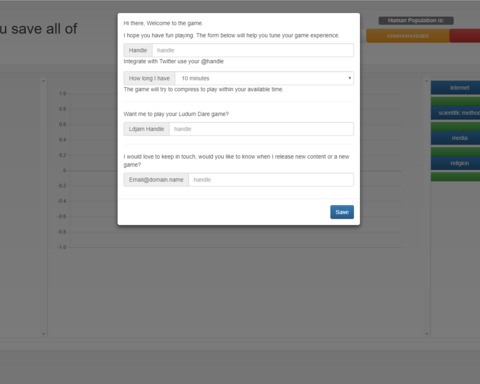 u save all of
Human Population is:
Hi there, Welcome to the game.
I hope you have fun playing. The form below will help you tune your game experience.
Handle handle
Integrate with Twitter use your @handle
How long I have 10 minutes
The game will try to compress to play within your available time.
Want me to play your Ludum Dare game?
Ldjam Handle handle
I would love to keep in touch, would you like to know when I release new content or a new
game?
Email@domain.name handle
Save
1.0
0.8
0.6
0.4
0.2
0
-0.2
-0.4
-0.6
-0.8
-1.0
internet
scientific method
media
religion